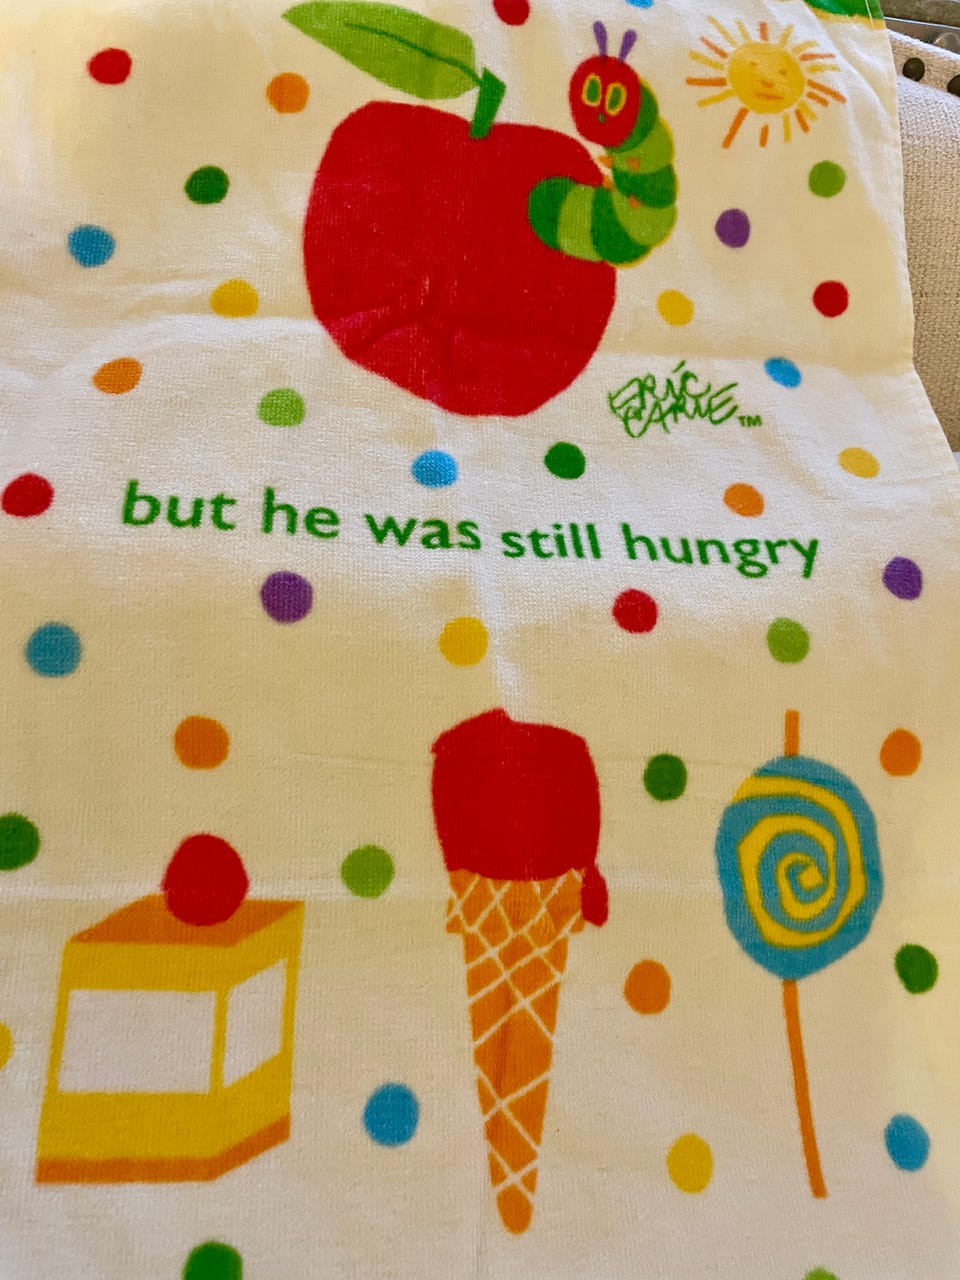 ERIC
CARLE™
but he was still hungry